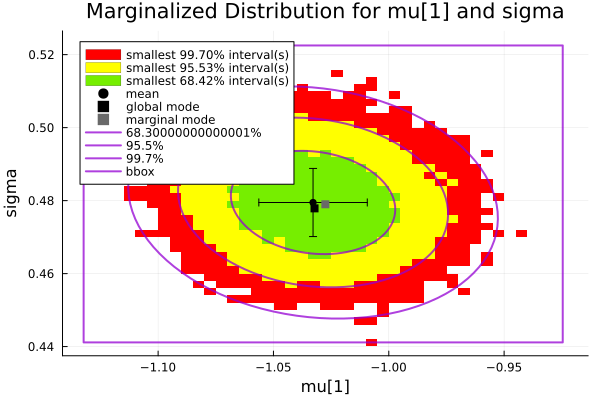 Marginalized Distribution for mu[1] and sigma
smallest 99.70% interval(s)
smallest 95.53% interval(s)
smallest 68.42% interval(s)
mean
global mode
marginal mode
68.30000000000001%
95.5%
99.7%
bbox
sigma
0.52
0.50
0.48
0.46
0.44
−1.10
−1.05
−1.00
−0.95
mu[1]